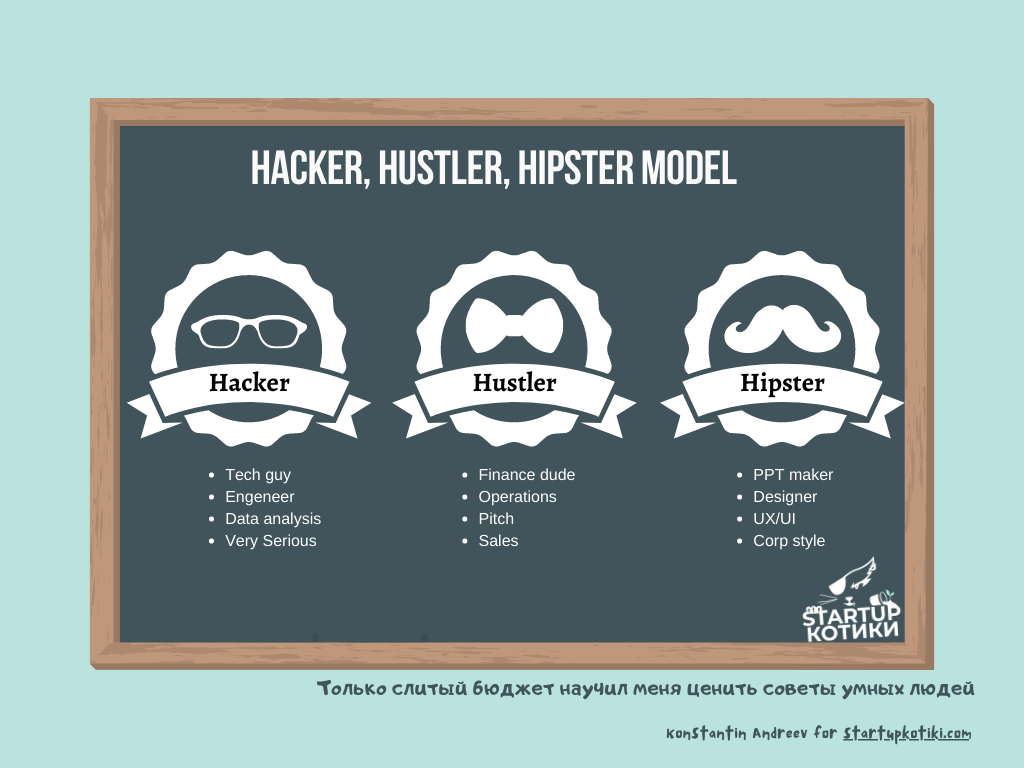 HACKER, HUSTLER, HIPSTER MODEL
Hacker
Tech guy
Engeneer
Data analysis
Very Serious
Hustler
Finance dude
Operations
Pitch
Sales
Hipster
PPT maker
Designer
UX/UI
Corp style
STARTUP
КОТИКИ
Только слитый бюджет научил меня ценить советы умных людей
Konstantin Andreev for Startupkotiki.com